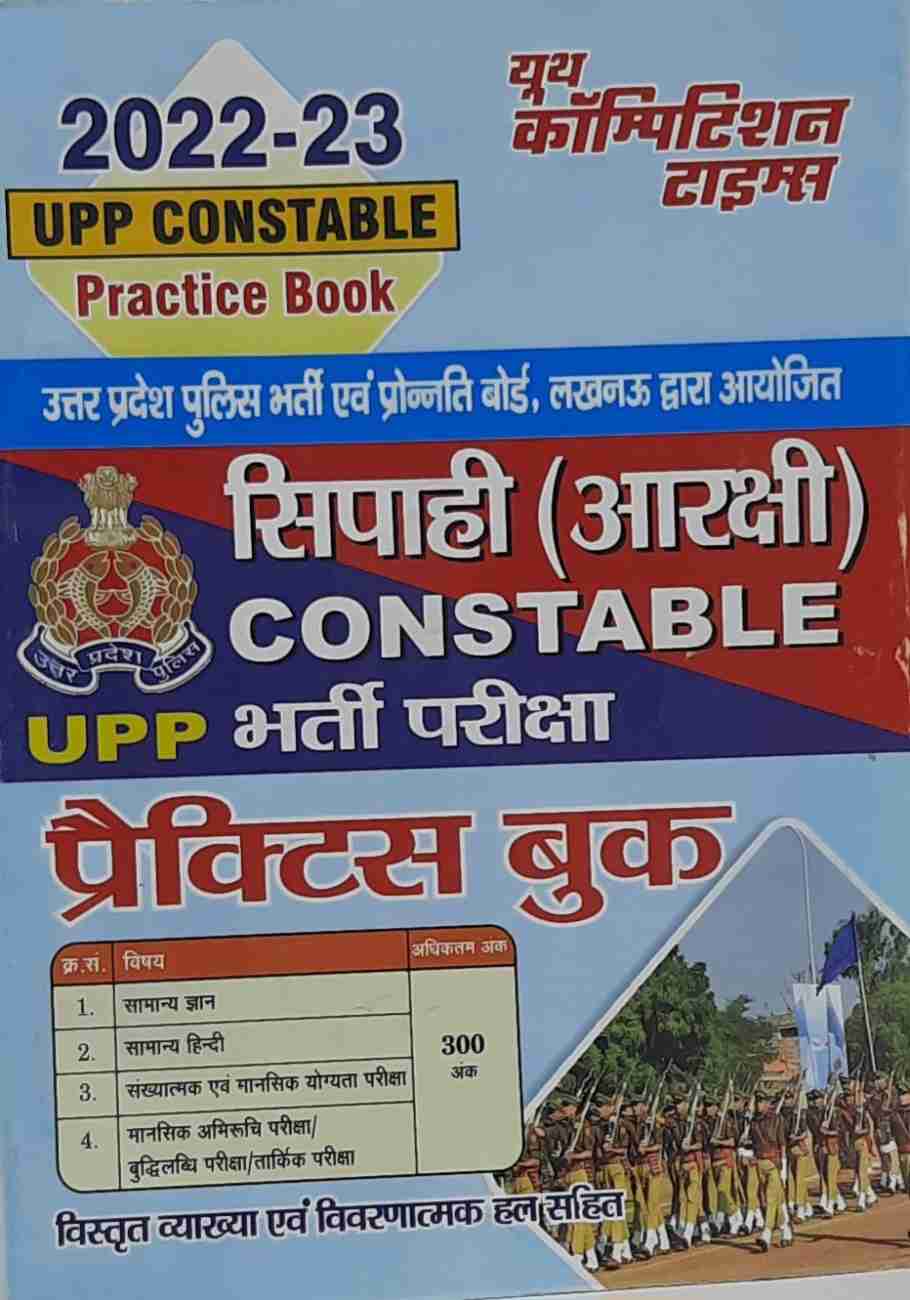 2022-23
UPP CONSTABLE
Practice Book
यूथ
कॉम्पिटिशन
टाइम्स
उत्तर प्रदेश पुलिस भर्ती एवं प्रोन्नति बोर्ड, लखनऊ द्वारा आयोजित
सिपाही (आरक्षी)
CONSTABLE
उत्तर प्रदेश पुलिस
UPP भर्ती परीक्षा
प्रैक्टिस बुक
क्र.सं. विषय अधिकतम अंक
1. सामान्य ज्ञान
2. सामान्य हिन्दी
3. संख्यात्मक एवं मानसिक योग्यता परीक्षा
4. मानसिक अभिरूचि परीक्षा/
बुद्धिलब्धि परीक्षा/तार्किक परीक्षा
300
अंक
विस्तृत व्याख्या एवं विवरणात्मक हल सहित